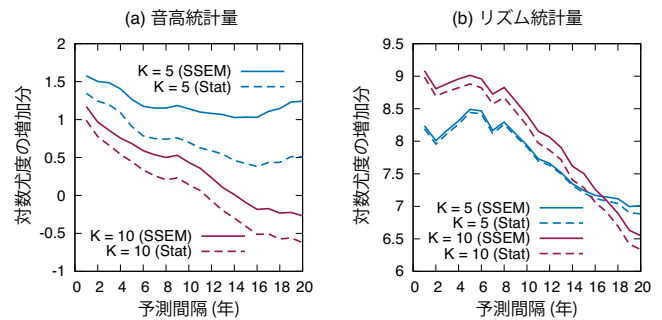 (a) 音高統計量
対数尤度の増加分
2
1.5
1
0.5
0
-0.5
-1
K = 5 (SSEM)
K = 5 (Stat)
K = 10 (SSEM)
K = 10 (Stat)
0 2 4 6 8 10 12 14 16 18 20
予測間隔 (年)
(b) リズム統計量
対数尤度の増加分
9.5
9
8.5
8
7.5
7
6.5
6
K = 5 (SSEM)
K = 5 (Stat)
K = 10 (SSEM)
K = 10 (Stat)
0 2 4 6 8 10 12 14 16 18 20
予測間隔 (年)